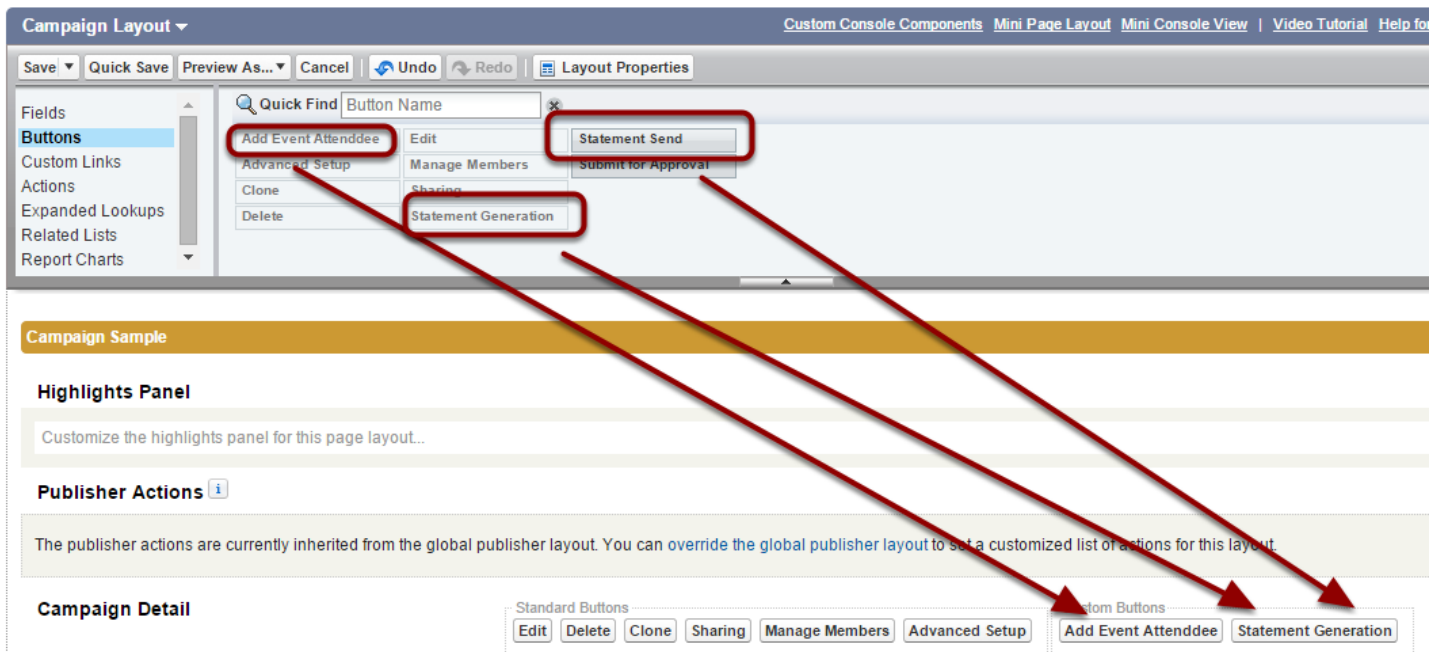 Campaign Layout Custom Console Components Mini Page Layout Mini Console View | Video Tutorial Help for
Save Quick Save Preview As... Cancel Undo Redo Layout Properties
Fields
Buttons
Custom Links
Actions
Expanded Lookups
Related Lists
Report Charts
Quick Find Button Name
Add Event Attenddee Edit Statement Send
Advanced Setup Manage Members Submit for Approval
Clone Sharing
Delete Statement Generation
Campaign Sample
Highlights Panel
Customize the highlights panel for this page layout...
Publisher Actions i
The publisher actions are currently inherited from the global publisher layout. You can override the global publisher layout to set a customized list of actions for this layout.
Campaign Detail
Standard Buttons
Edit Delete Clone Sharing Manage Members Advanced Setup
Custom Buttons
Add Event Attenddee Statement Generation